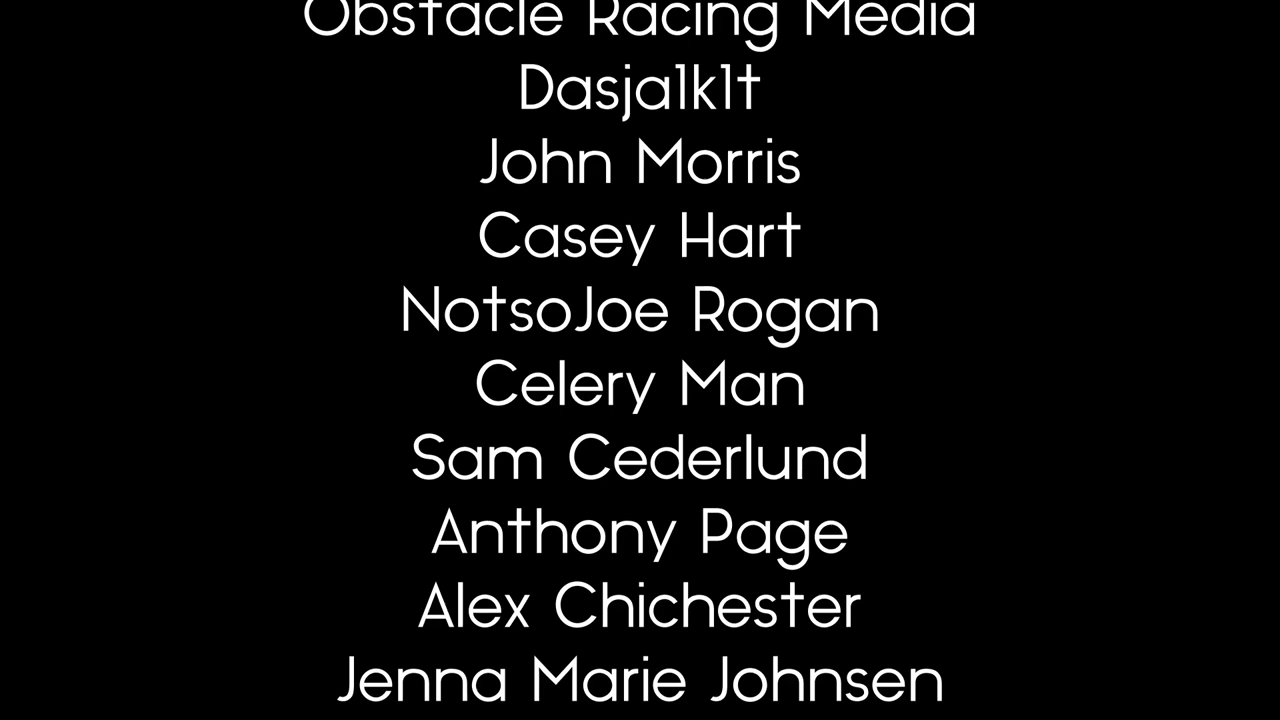 Obstacle Racing Media
Dasja1k1t
John Morris
Casey Hart
NotsoJoe Rogan
Celery Man
Sam Cederlund
Anthony Page
Alex Chichester
Jenna Marie Johnsen